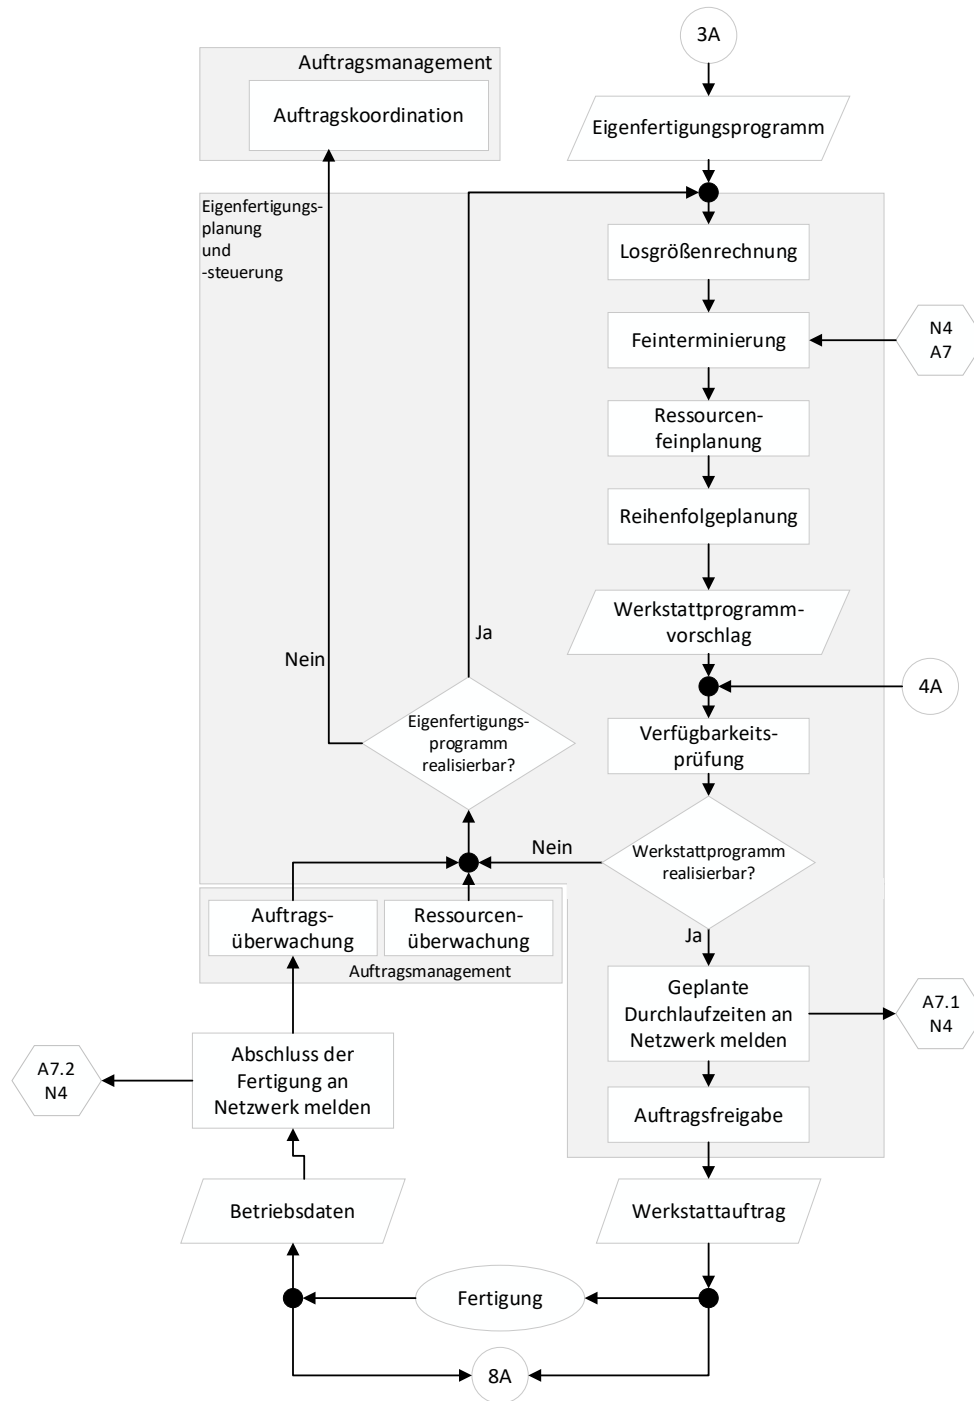 3A
Auftragsmanagement
Auftragskoordination
Eigenfertigungsprogramm
Eigenfertigungs-
planung
und
-steuerung
Losgrößenrechnung
Feinterminierung
N4
A7
Ressourcen-
feinplanung
Reihenfolgeplanung
Werkstattprogramm-
vorschlag
Ja
Nein
4A
Eigenfertigungs-
programm
realisierbar?
Verfügbarkeits-
prüfung
Nein
Werkstattprogramm
realisierbar?
Auftrags-
überwachung
Ressourcen-
überwachung
Auftragsmanagement
Ja
Geplante
Durchlaufzeiten an
Netzwerk melden
A7.1
N4
Abschluss der
Fertigung an
Netzwerk melden
A7.2
N4
Auftragsfreigabe
Betriebsdaten
Werkstattauftrag
Fertigung
8A